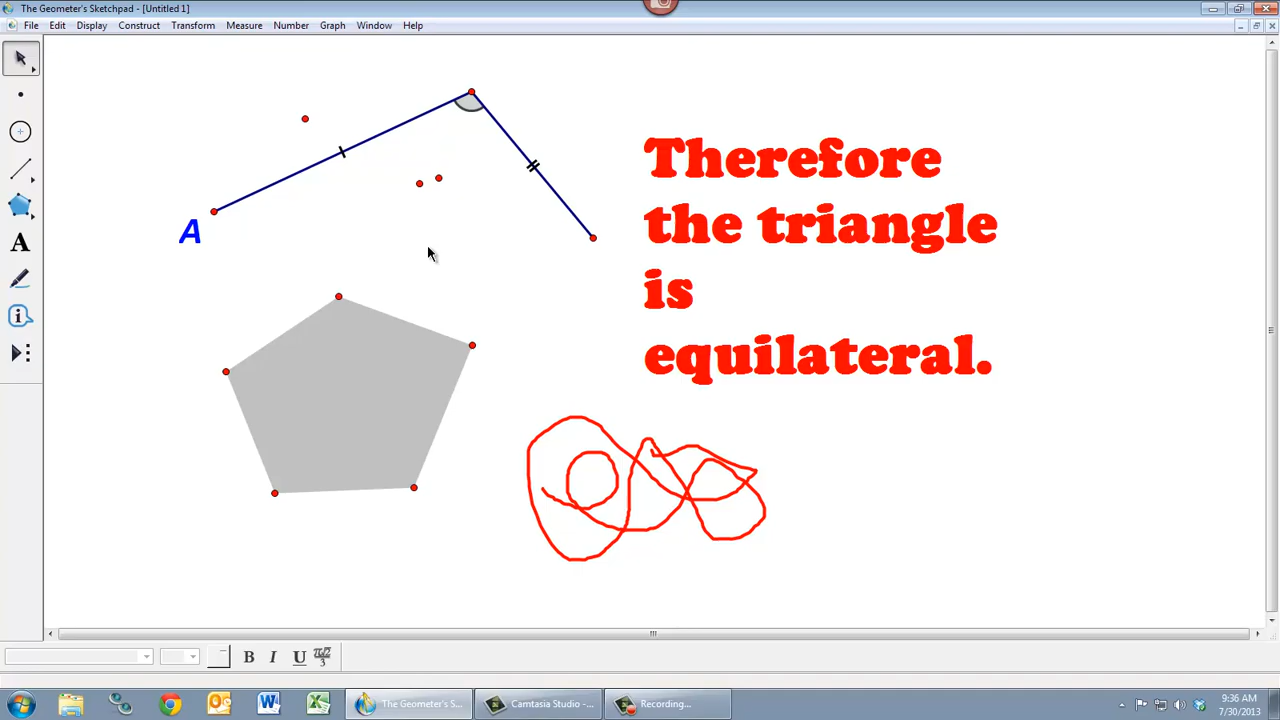 The Geometer's Sketchpad - [Untitled 1]
File Edit Display Construct Transform Measure Number Graph Window Help
A
A
Therefore
the triangle
is
equilateral.
B I U
The Geometer's S...
Camtasia Studio -...
Recording...
9:36 AM
7/30/2013